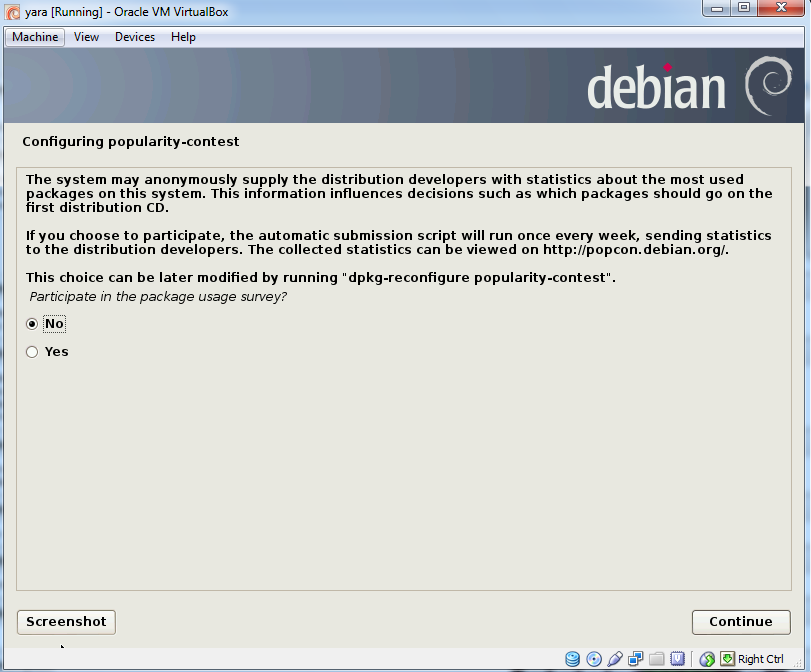 yara [Running] - Oracle VM VirtualBox
Machine View Devices Help
debian
Configuring popularity-contest
The system may anonymously supply the distribution developers with statistics about the most used
packages on this system. This information influences decisions such as which packages should go on the
first distribution CD.
If you choose to participate, the automatic submission script will run once every week, sending statistics
to the distribution developers. The collected statistics can be viewed on http://popcon.debian.org/.
This choice can be later modified by running "dpkg-reconfigure popularity-contest".
Participate in the package usage survey?
No
Yes
Screenshot
Continue
Right Ctrl